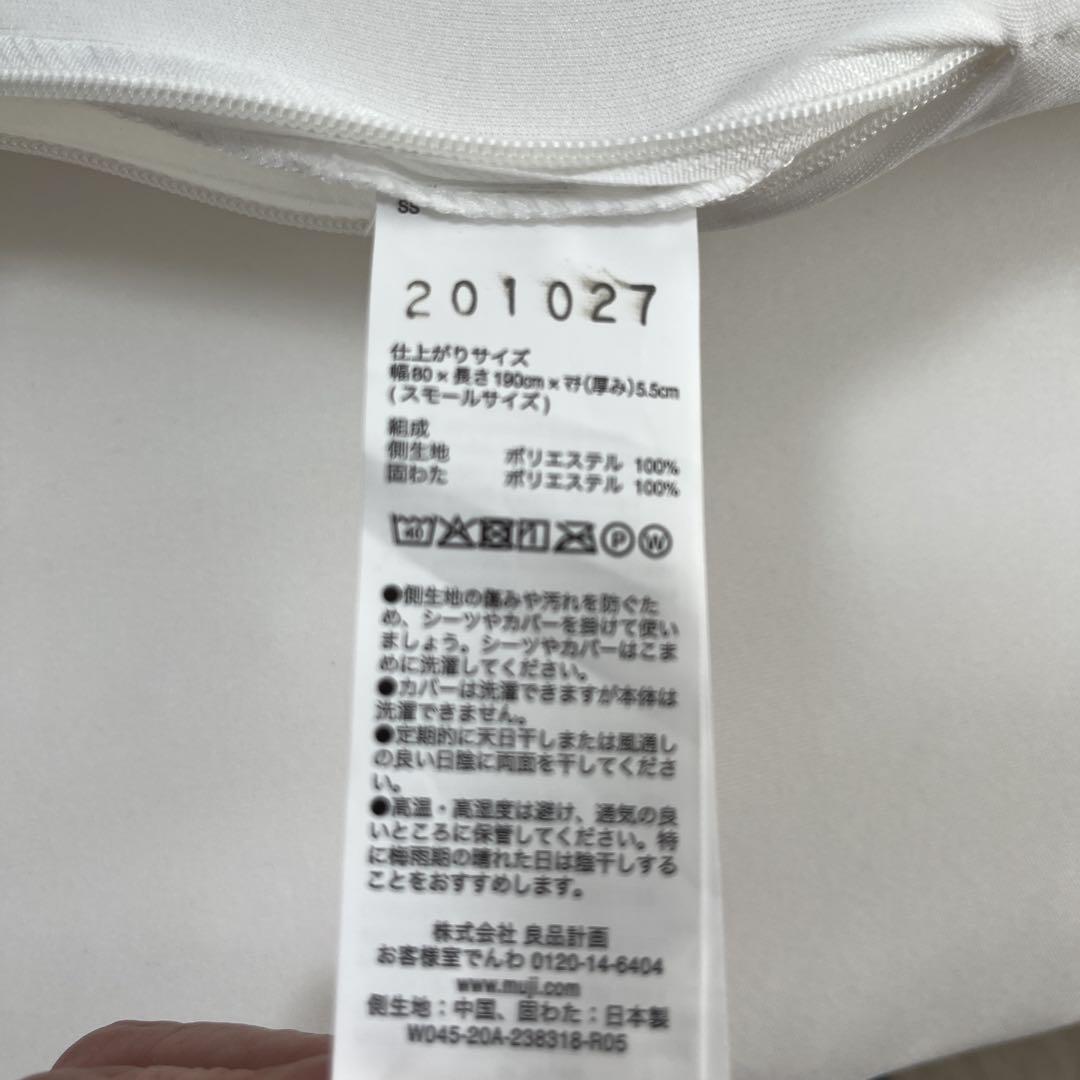 SS
201027
仕上がりサイズ
幅80×長さ190cm×マチ(厚み)5.5cm
(スモールサイズ)
組成
側生地 ポリエステル 100%
固わた ポリエステル 100%
40 P W
●側生地の傷みや汚れを防ぐた
め、シーツやカバーを掛けて使い
ましょう。シーツやカバーはこま
めに洗濯してください。
●カバーは洗濯できますが本体は
洗濯できません。
●定期的に天日干しまたは風通し
の良い日陰に両面を干してくださ
い。
●高温・高湿度は避け、通気の良
いところに保管してください。特
に梅雨期の晴れた日は陰干しする
ことをおすすめします。
株式会社 良品計画
お客様室でんわ 0120-14-6404
www.muji.com
側生地：中国、固わた：日本製
W045-20A-238318-R05